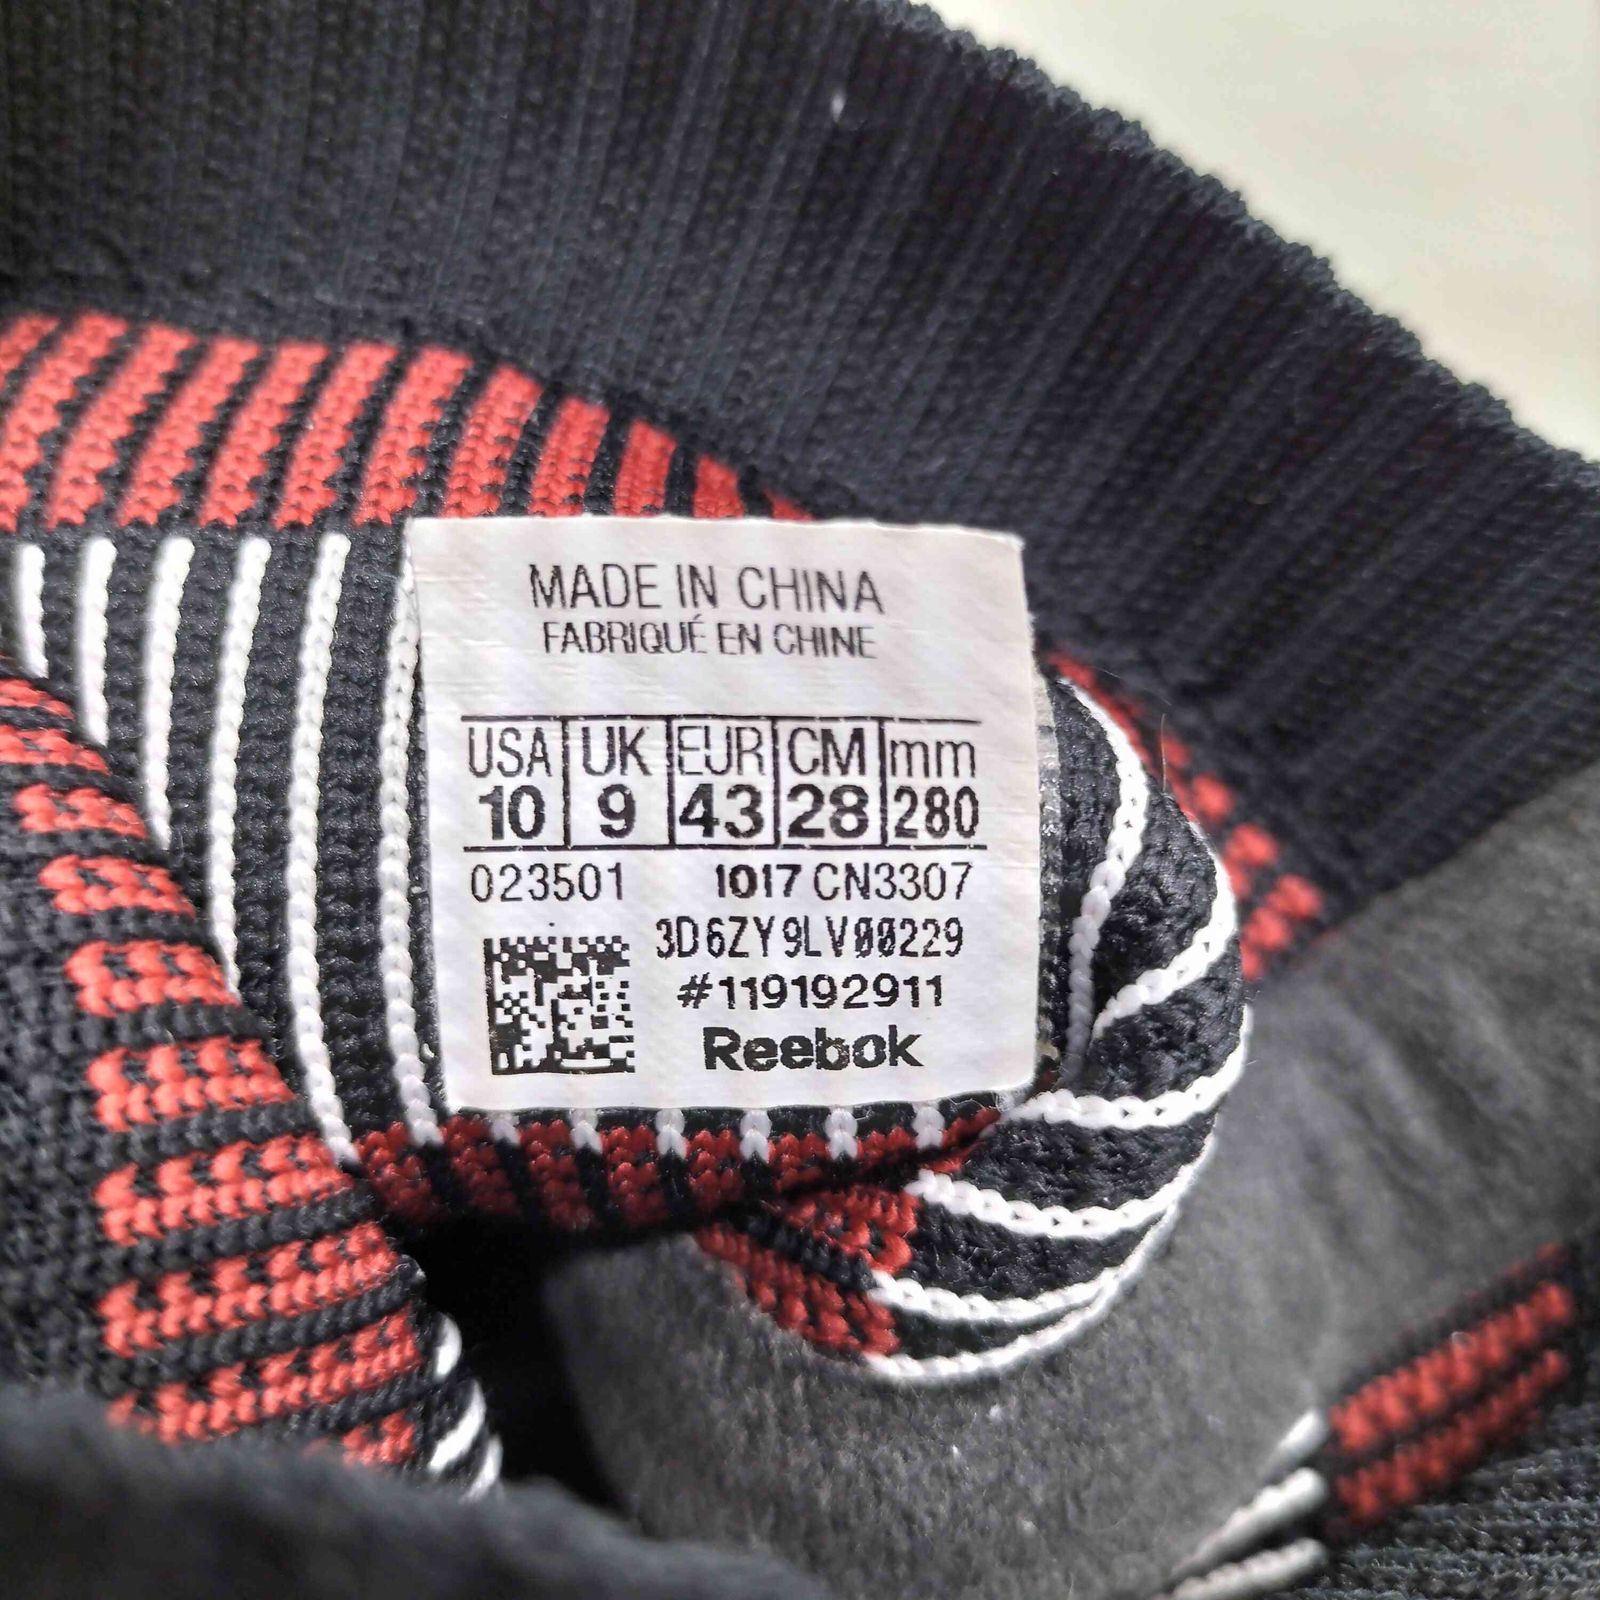 MADE IN CHINA
FABRIQUÉ EN CHINE
USA UK EUR CM mm
10 9 43 28 280
023501 1017 CN3307
3D6ZY9LV00229
#119192911
Reebok